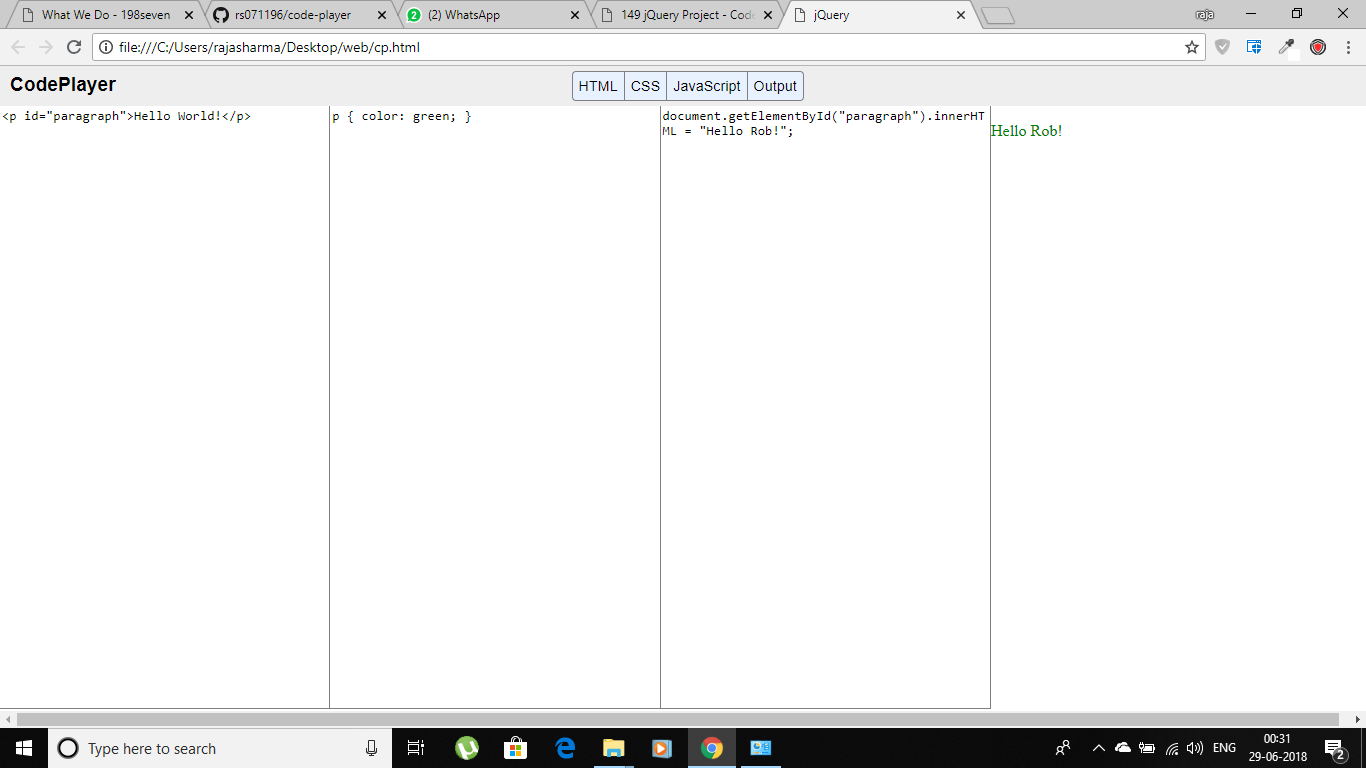 What We Do - 198seven
rs071196/code-player
(2) WhatsApp
149 jQuery Project - Cod
jQuery
raja
file:///C:/Users/rajasharma/Desktop/web/cp.html
CodePlayer
HTML
CSS
JavaScript
Output
<p id="paragraph">Hello World!</p>
p { color: green; }
document.getElementById("paragraph").innerHT
ML = "Hello Rob!";
Hello Rob!
Type here to search
ENG
00:31
29-06-2018
2